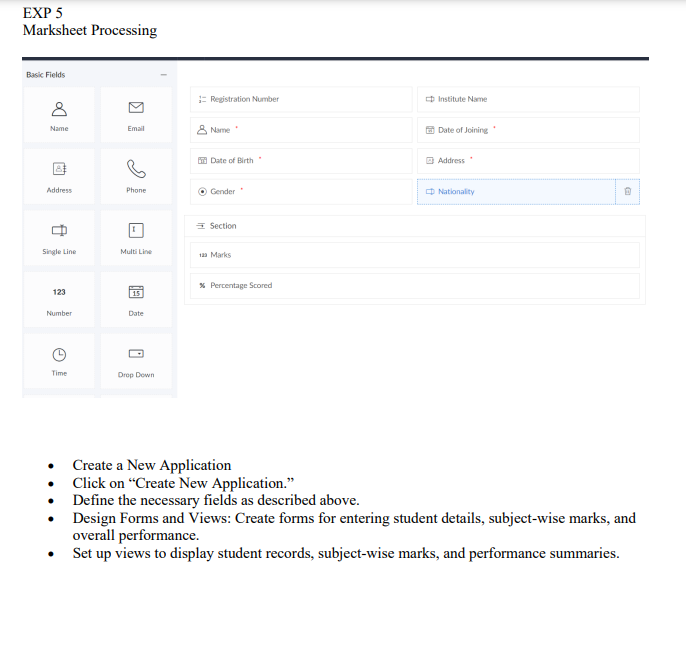 EXP 5
Marksheet Processing
Basic Fields
Name
Email
Address
Phone
Single Line
Multi Line
123
15
Number
Date
Time
Drop Down
Registration Number
Institute Name
Name *
Date of Joining *
Date of Birth *
Address *
Gender *
Nationality
Section
123 Marks
% Percentage Scored
• Create a New Application
• Click on “Create New Application.”
• Define the necessary fields as described above.
• Design Forms and Views: Create forms for entering student details, subject-wise marks, and
overall performance.
• Set up views to display student records, subject-wise marks, and performance summaries.